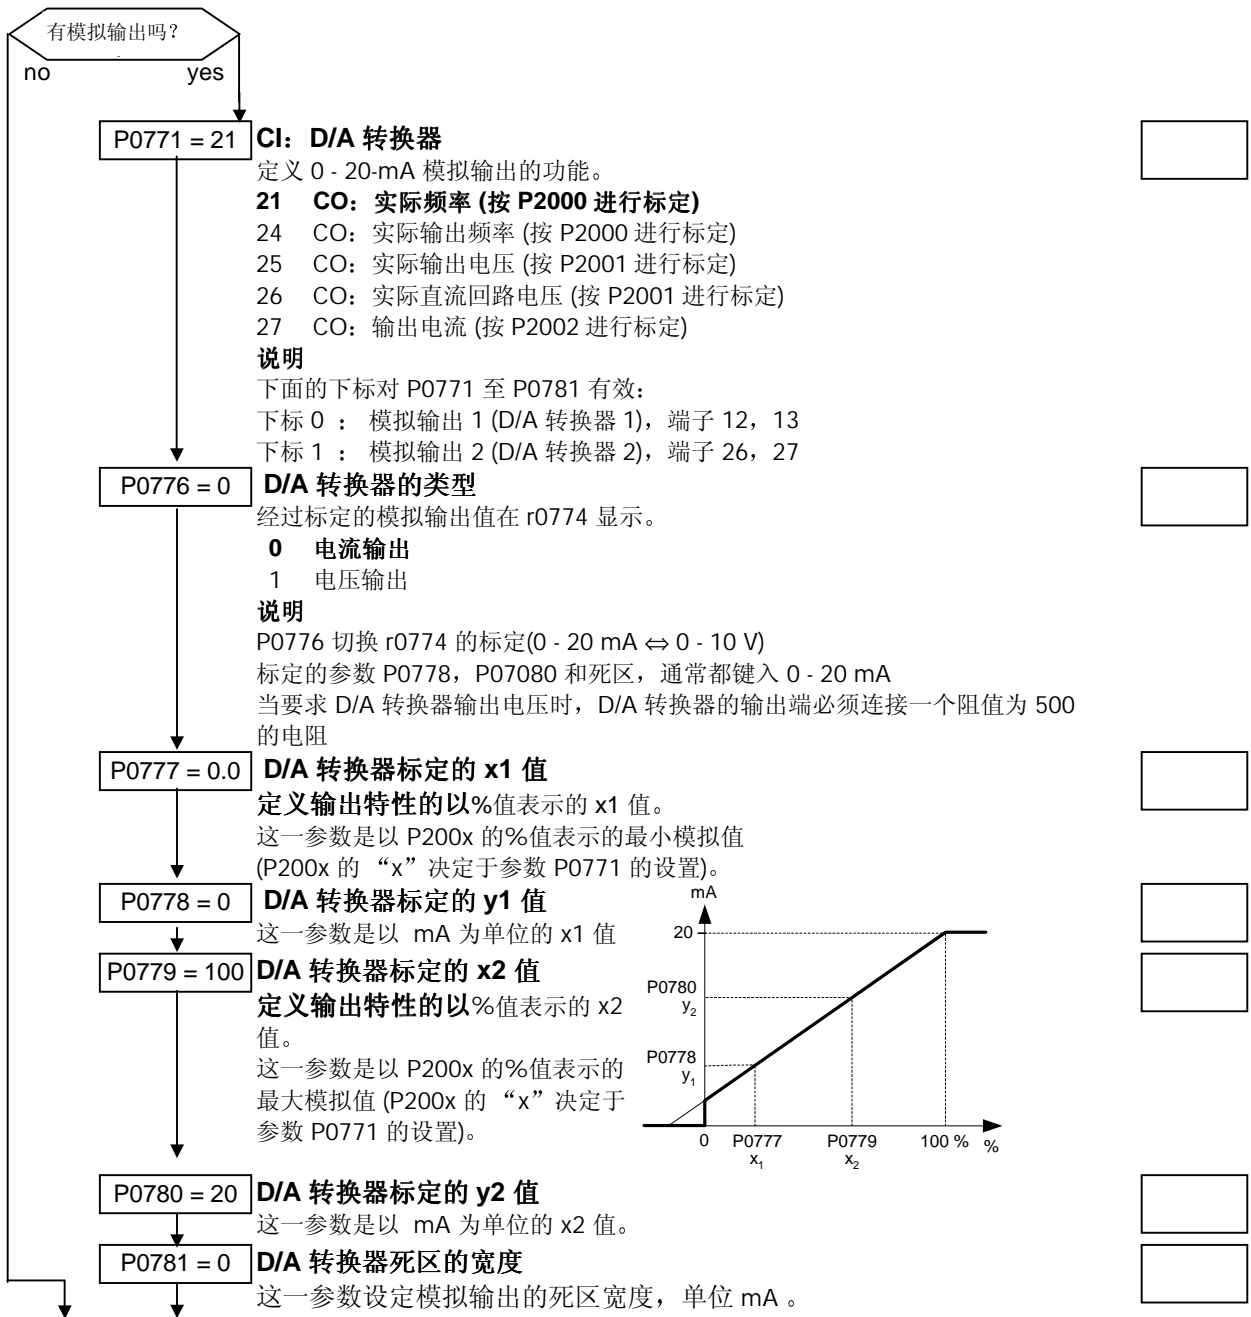 有模拟输出吗？
no yes
P0771 = 21 CI：D/A 转换器
定义 0 - 20-mA 模拟输出的功能。
21 CO：实际频率 (按 P2000 进行标定)
24 CO：实际输出频率 (按 P2000 进行标定)
25 CO：实际输出电压 (按 P2001 进行标定)
26 CO：实际直流回路电压 (按 P2001 进行标定)
27 CO：输出电流 (按 P2002 进行标定)
说明
下面的下标对 P0771 至 P0781 有效：
下标 0 ： 模拟输出 1 (D/A 转换器 1)，端子 12，13
下标 1 ： 模拟输出 2 (D/A 转换器 2)，端子 26，27
P0776 = 0 D/A 转换器的类型
经过标定的模拟输出值在 r0774 显示。
0 电流输出
1 电压输出
说明
P0776 切换 r0774 的标定(0 - 20 mA ⇔ 0 - 10 V)
标定的参数 P0778，P07080 和死区，通常都键入 0 - 20 mA
当要求 D/A 转换器输出电压时，D/A 转换器的输出端必须连接一个阻值为 500
的电阻
P0777 = 0.0 D/A 转换器标定的 x1 值
定义输出特性的以%值表示的 x1 值。
这一参数是以 P200x 的%值表示的最小模拟值
(P200x 的 “x”决定于参数 P0771 的设置)。
P0778 = 0 D/A 转换器标定的 y1 值
这一参数是以 mA 为单位的 x1 值
P0779 = 100 D/A 转换器标定的 x2 值
定义输出特性的以%值表示的 x2
值。
这一参数是以 P200x 的%值表示的
最大模拟值 (P200x 的 “x”决定于
参数 P0771 的设置)。
mA
20
P0780
y2
P0778
y1
0 P0777 P0779 100 % %
x1 x2
P0780 = 20 D/A 转换器标定的 y2 值
这一参数是以 mA 为单位的 x2 值。
P0781 = 0 D/A 转换器死区的宽度
这一参数设定模拟输出的死区宽度，单位 mA 。